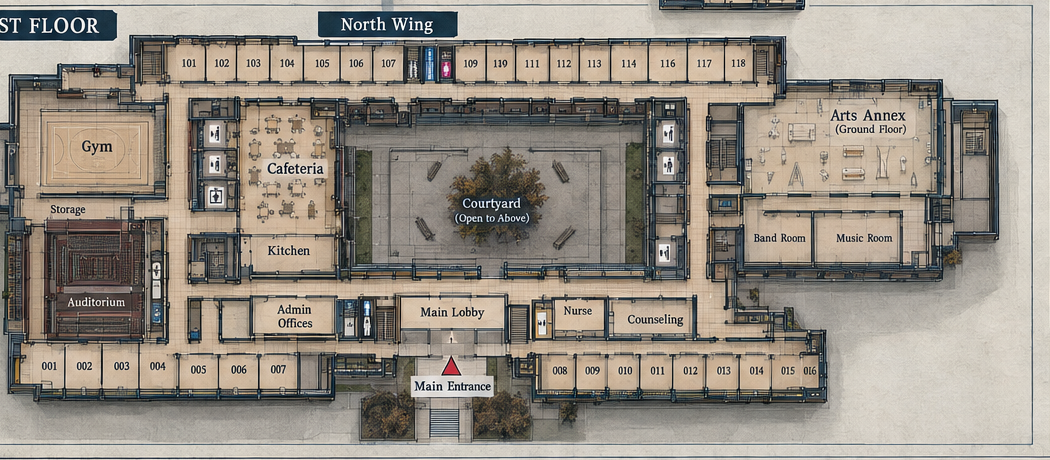 ST FLOOR
North Wing
101 102 103 104 105 106 107 109 110 111 112 113 114 116 117 118
Gym
Cafeteria
Arts Annex
(Ground Floor)
Courtyard
(Open to Above)
Storage
Kitchen
Band Room
Music Room
Auditorium
Admin
Offices
Main Lobby
Nurse
Counseling
001 002 003 004 005 006 007
008 009 010 011 012 013 014 015 016
Main Entrance